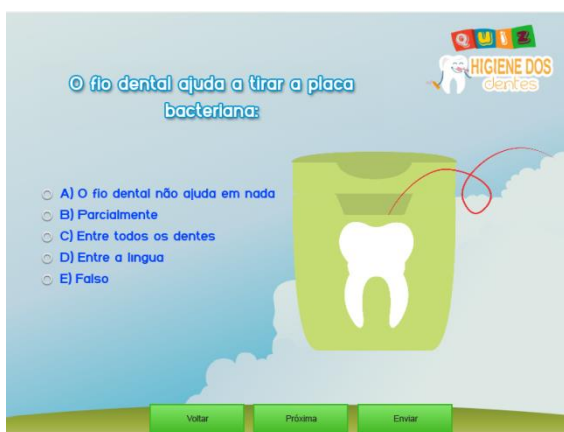 QUIZ
HIGIENE DOS
dentes
O fio dental ajuda a tirar a placa
bacteriana:
A) O fio dental não ajuda em nada
B) Parcialmente
C) Entre todos os dentes
D) Entre a lingua
E) Falso
Voltar
Próxima
Enviar